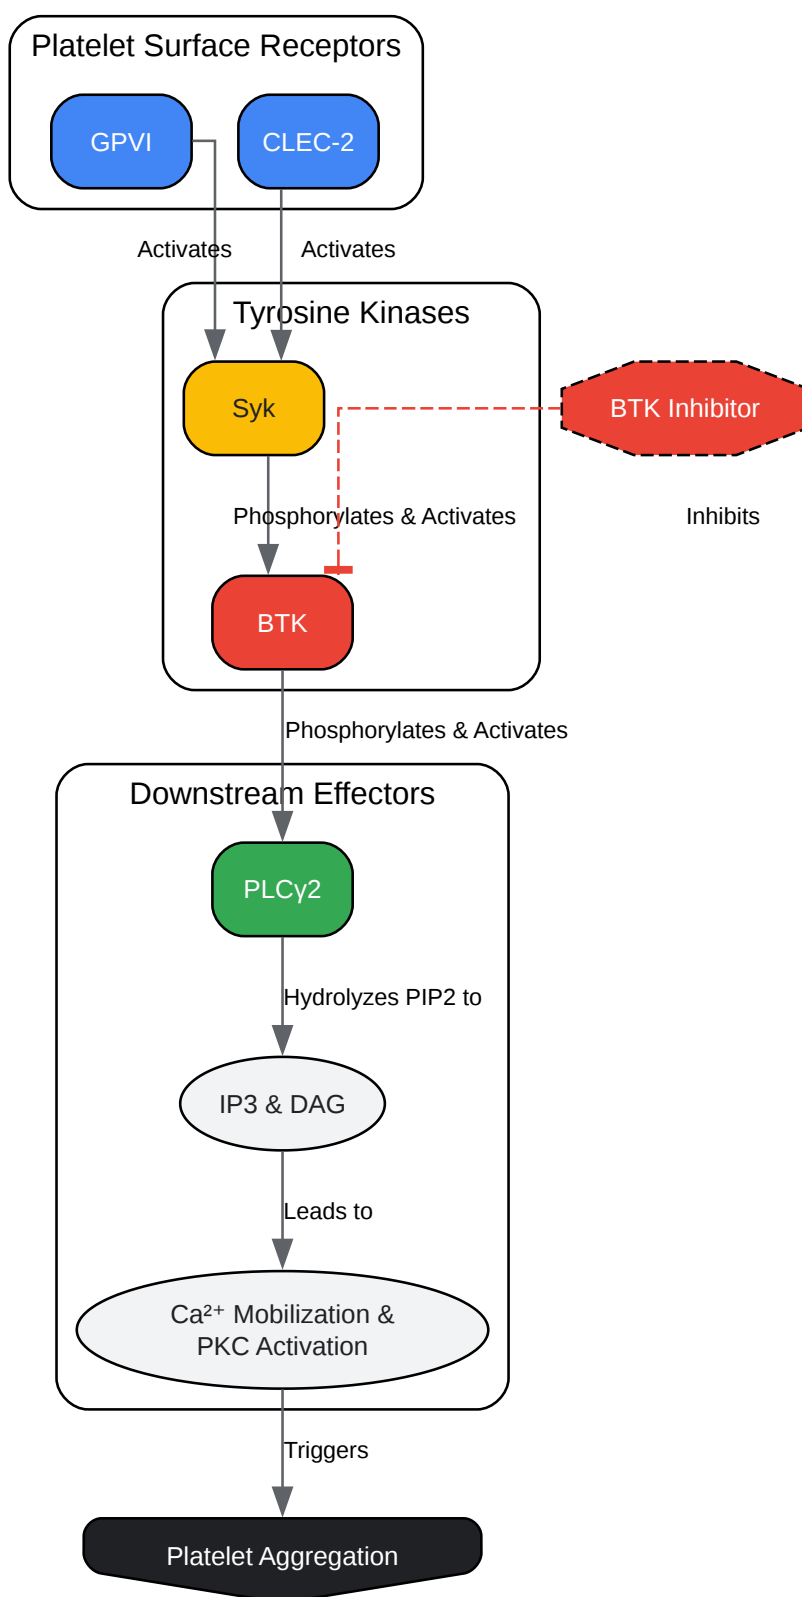 Platelet Surface Receptors
GPVI
CLEC-2
Activates
Activates
Tyrosine Kinases
Syk
BTK Inhibitor
Phosphorylates & Activates
Inhibits
BTK
Phosphorylates & Activates
Downstream Effectors
PLCγ2
Hydrolyzes PIP2 to
IP3 & DAG
Leads to
Ca²⁺ Mobilization &
PKC Activation
Triggers
Platelet Aggregation